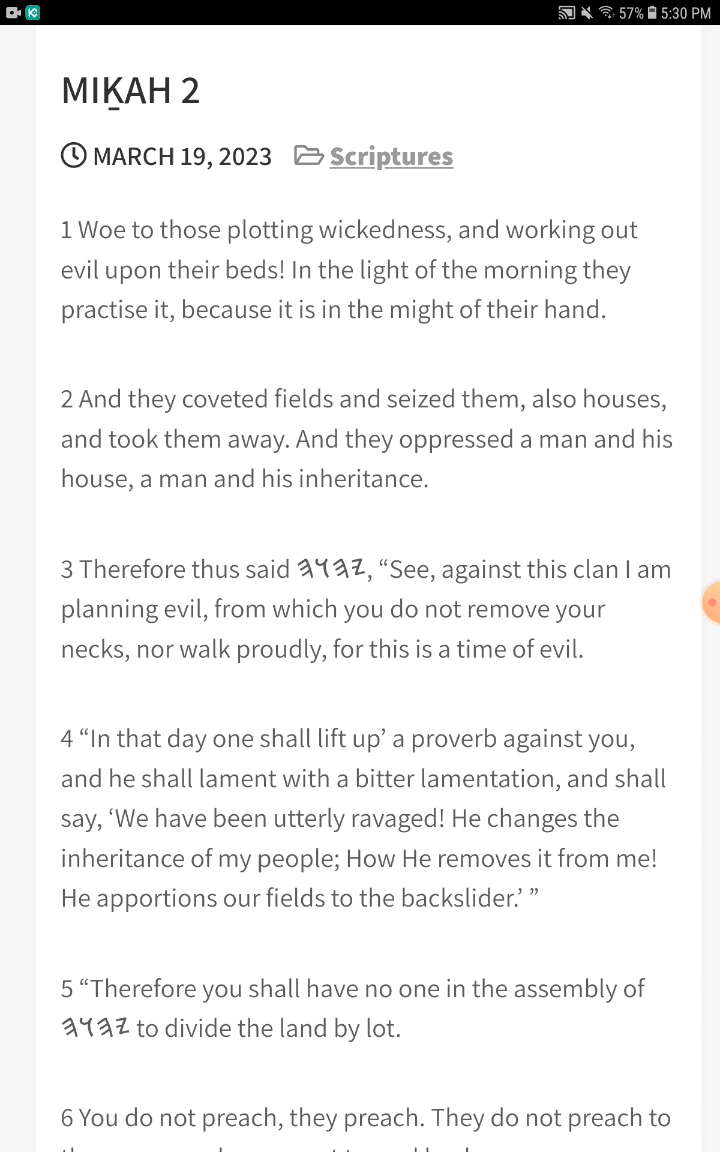 57% 5:30 PM
MIḴAH 2
MARCH 19, 2023 Scriptures
1 Woe to those plotting wickedness, and working out
evil upon their beds! In the light of the morning they
practise it, because it is in the might of their hand.
2 And they coveted fields and seized them, also houses,
and took them away. And they oppressed a man and his
house, a man and his inheritance.
3 Therefore thus said 𐤉𐤄𐤅𐤄, “See, against this clan I am
planning evil, from which you do not remove your
necks, nor walk proudly, for this is a time of evil.
4 “In that day one shall lift up’ a proverb against you,
and he shall lament with a bitter lamentation, and shall
say, ‘We have been utterly ravaged! He changes the
inheritance of my people; How He removes it from me!
He apportions our fields to the backslider.’ ”
5 “Therefore you shall have no one in the assembly of
𐤉𐤄𐤅𐤄 to divide the land by lot.
6 You do not preach, they preach. They do not preach to